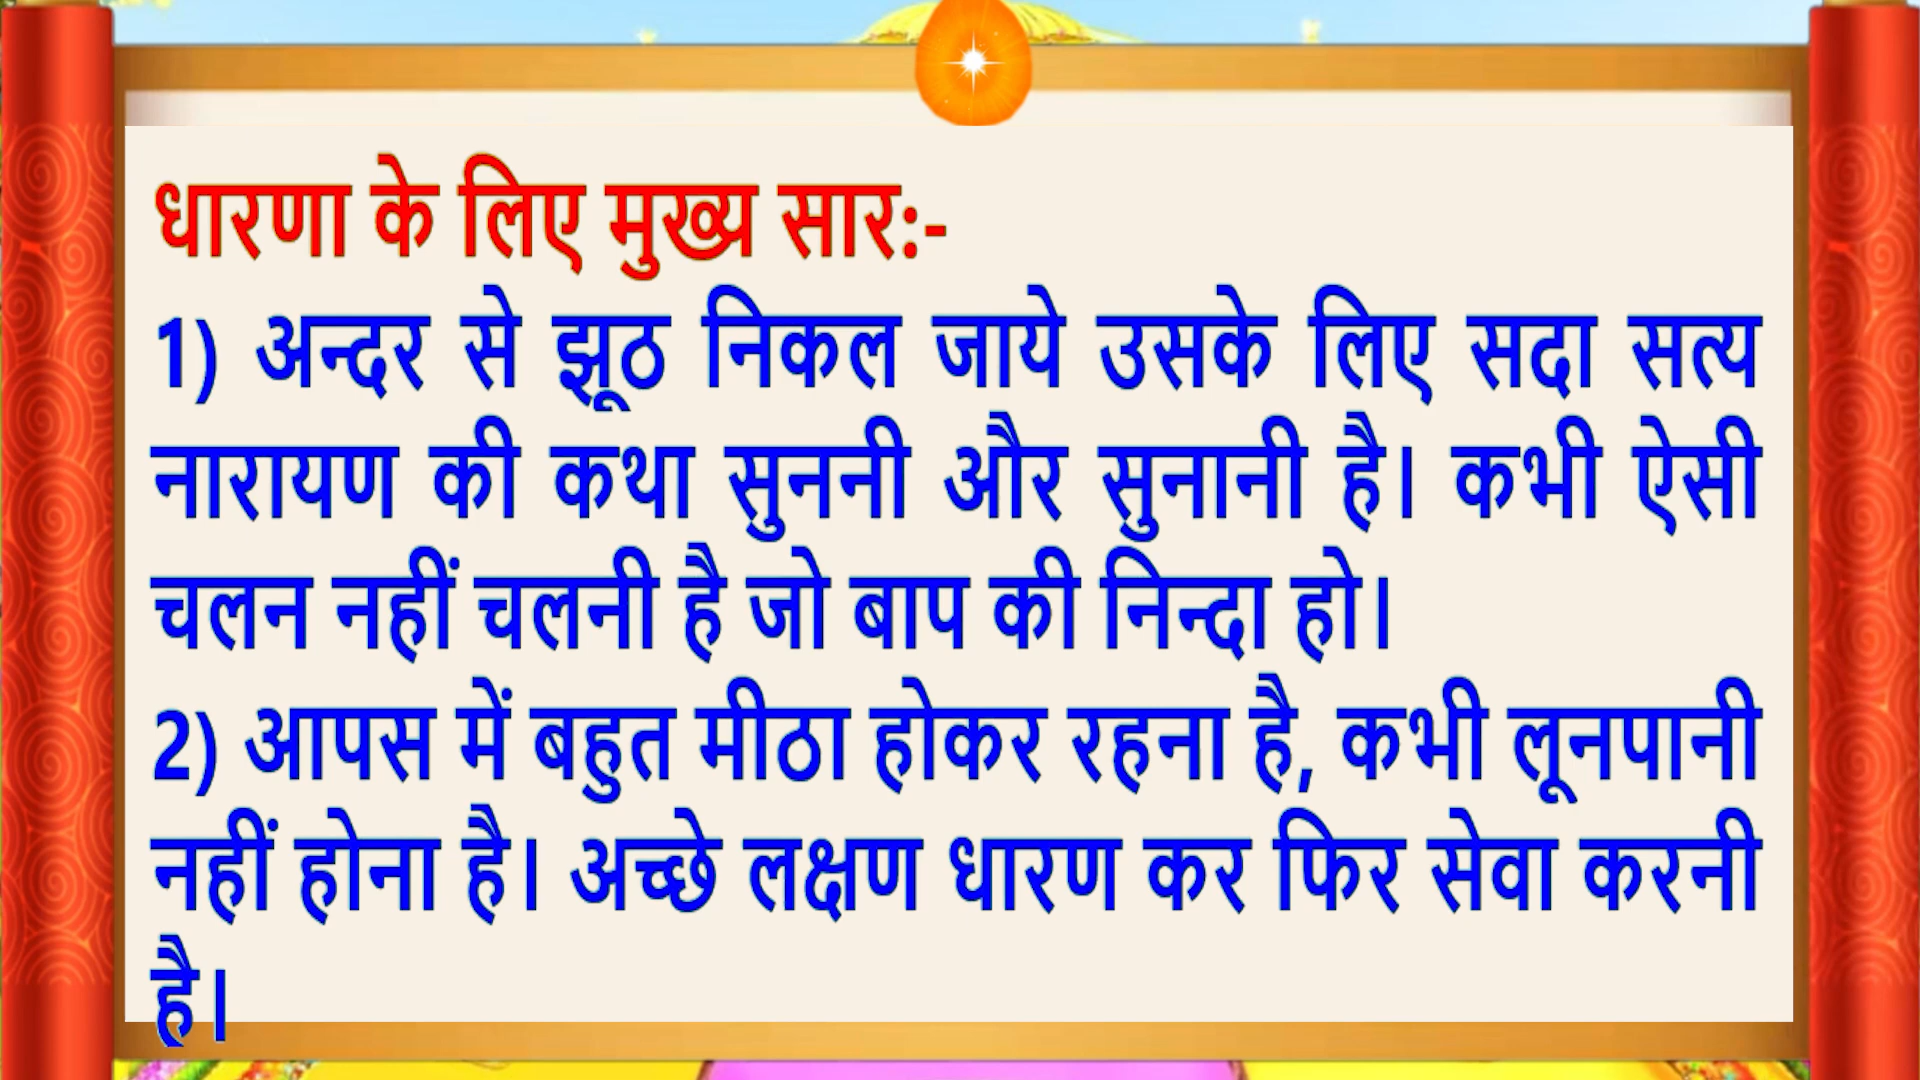 धारणा के लिए मुख्य सार:-
1) अन्दर से झूठ निकल जाये उसके लिए सदा सत्य
नारायण की कथा सुननी और सुनानी है। कभी ऐसी
चलन नहीं चलनी है जो बाप की निन्दा हो।
2) आपस में बहुत मीठा होकर रहना है, कभी लूनपानी
नहीं होना है। अच्छे लक्षण धारण कर फिर सेवा करनी
है।